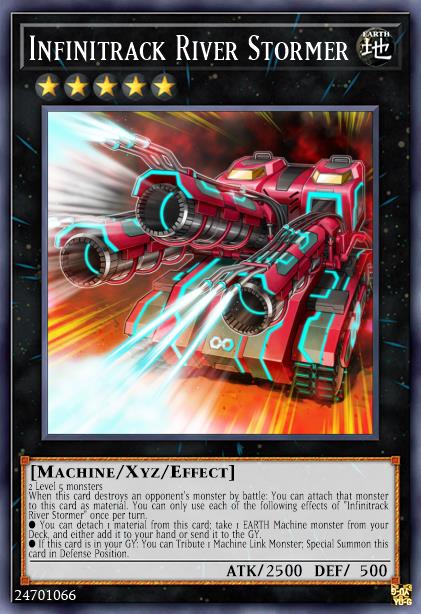 INFINITRACK RIVER STORMER
EARTH
地
[MACHINE/XYZ/EFFECT]
2 Level 5 monsters
When this card destroys an opponent's monster by battle: You can attach that monster
to this card as material. You can only use each of the following effects of "Infinitrack
River Stormer" once per turn.
● You can detach 1 material from this card; take 1 EARTH Machine monster from your
Deck, and either add it to your hand or send it to the GY.
● If this card is in your GY: You can Tribute 1 Machine Link Monster; Special Summon this
card in Defense Position.
ATK/2500 DEF/ 500
24701066